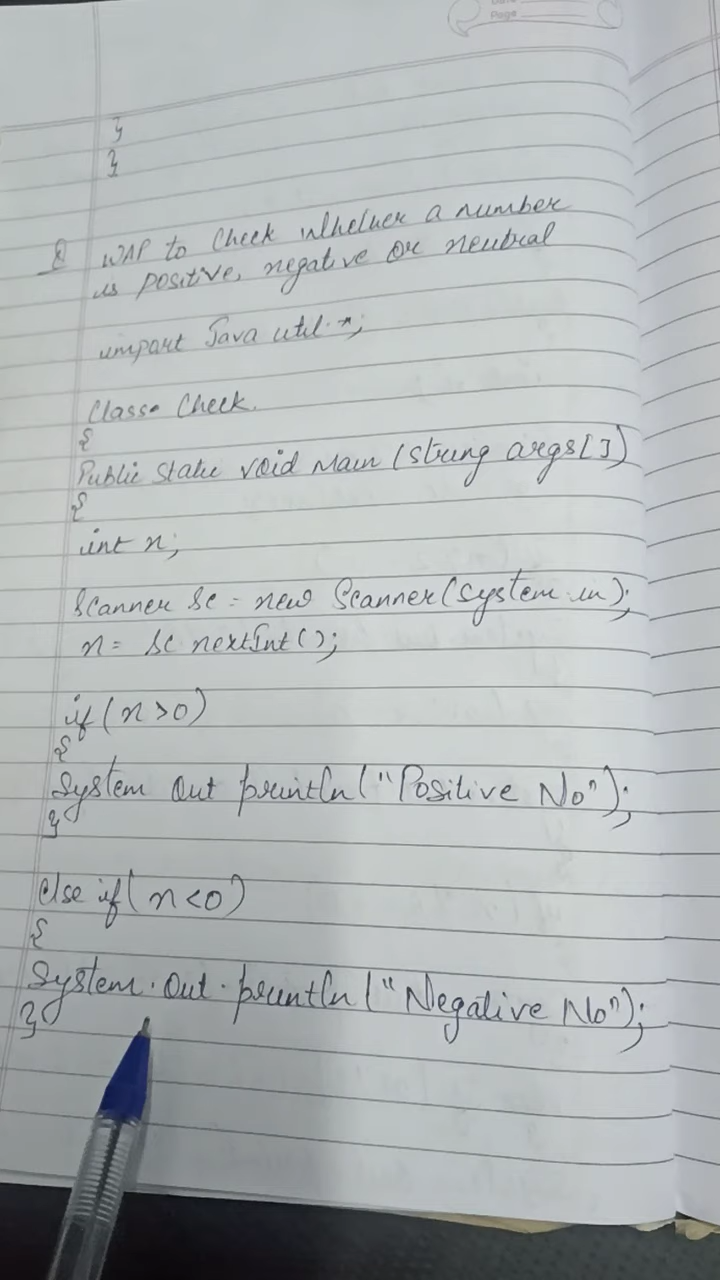 Page
}
}
Q WAP to Check whether a number
is positive, negative or neutral
import Java util.*;
Class Check.
{
Public Static void Main (String args[])
{
int n;
Scanner Sc = new Scanner(System in);
n = Sc nextInt();
if(n>0)
{
System Out println("Positive No");
}
else if(n<0)
{
System.Out.println("Negative No");
}